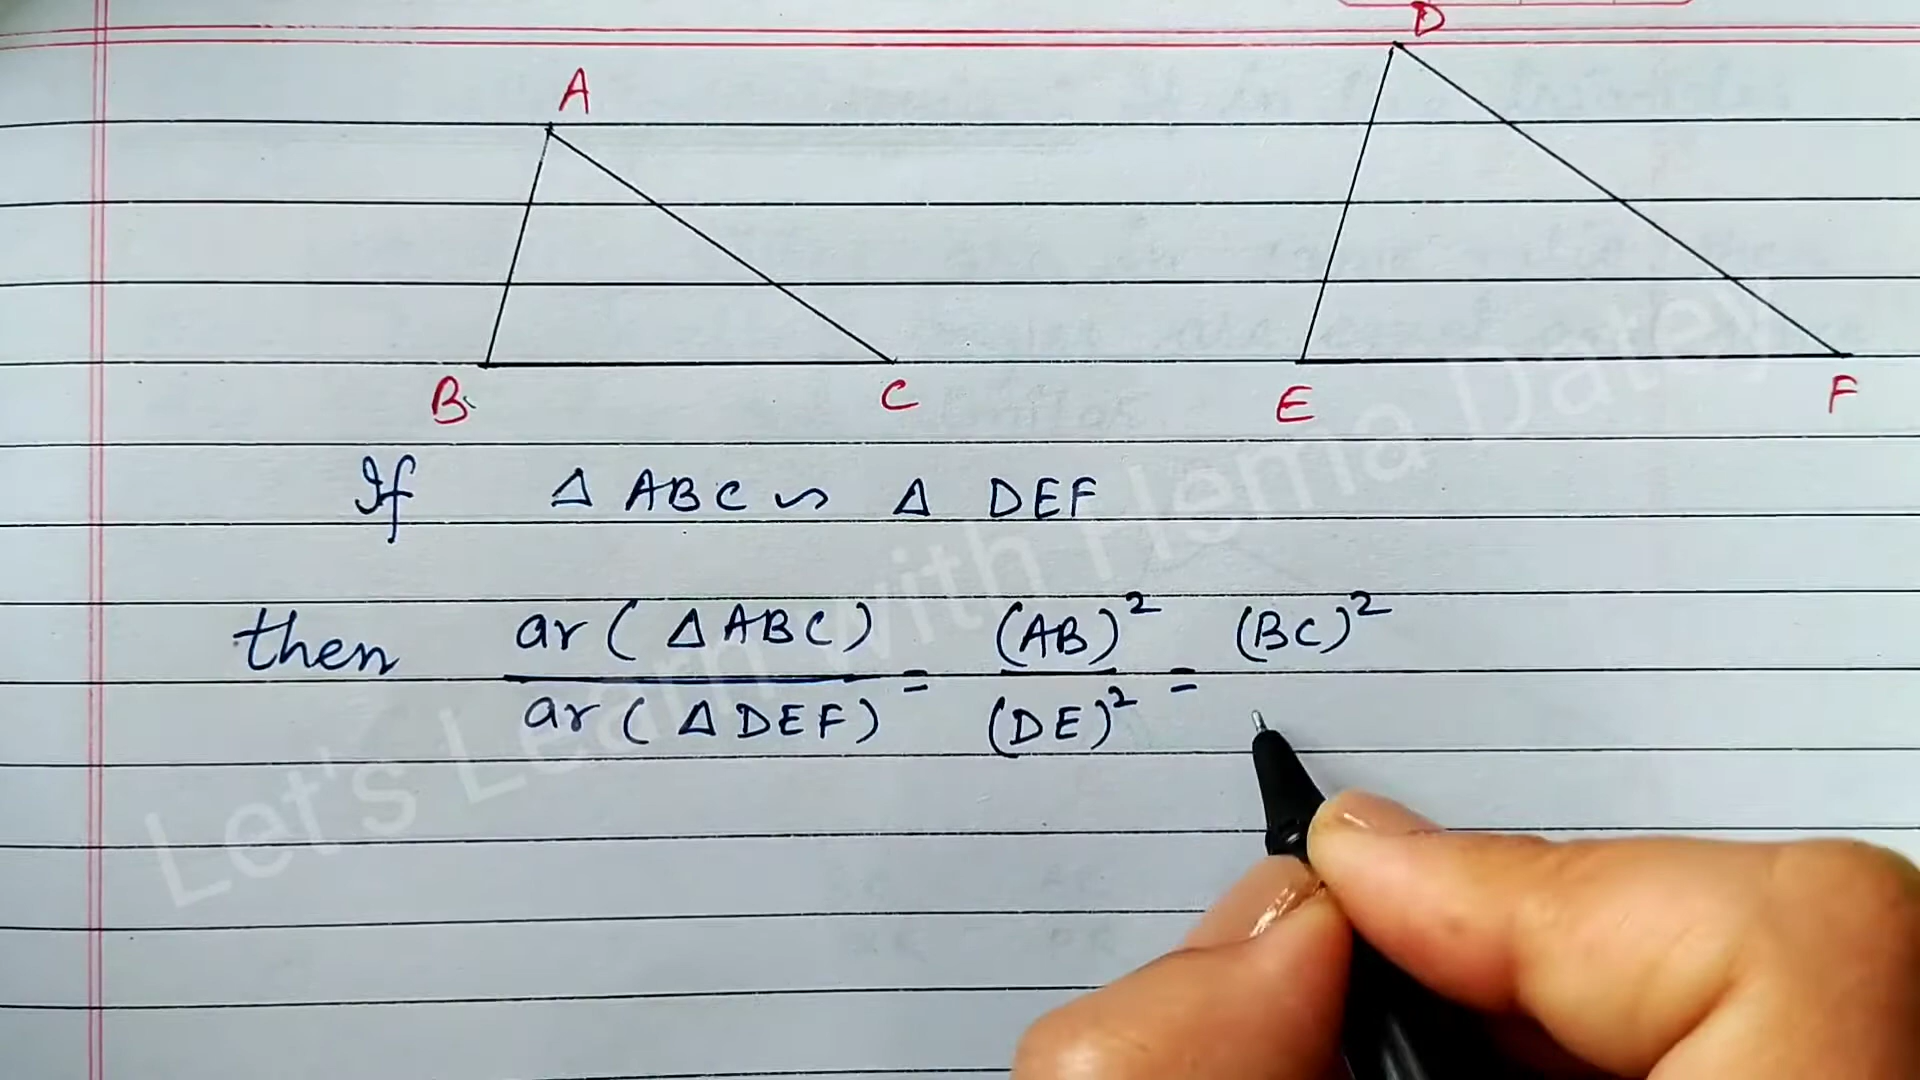 D
A
B
C
E
F
If △ ABC ∽ △ DEF
then ar(△ABC)/ar(△DEF) = (AB)²/(DE)² = (BC)²
Let's Learn with Hema Datey